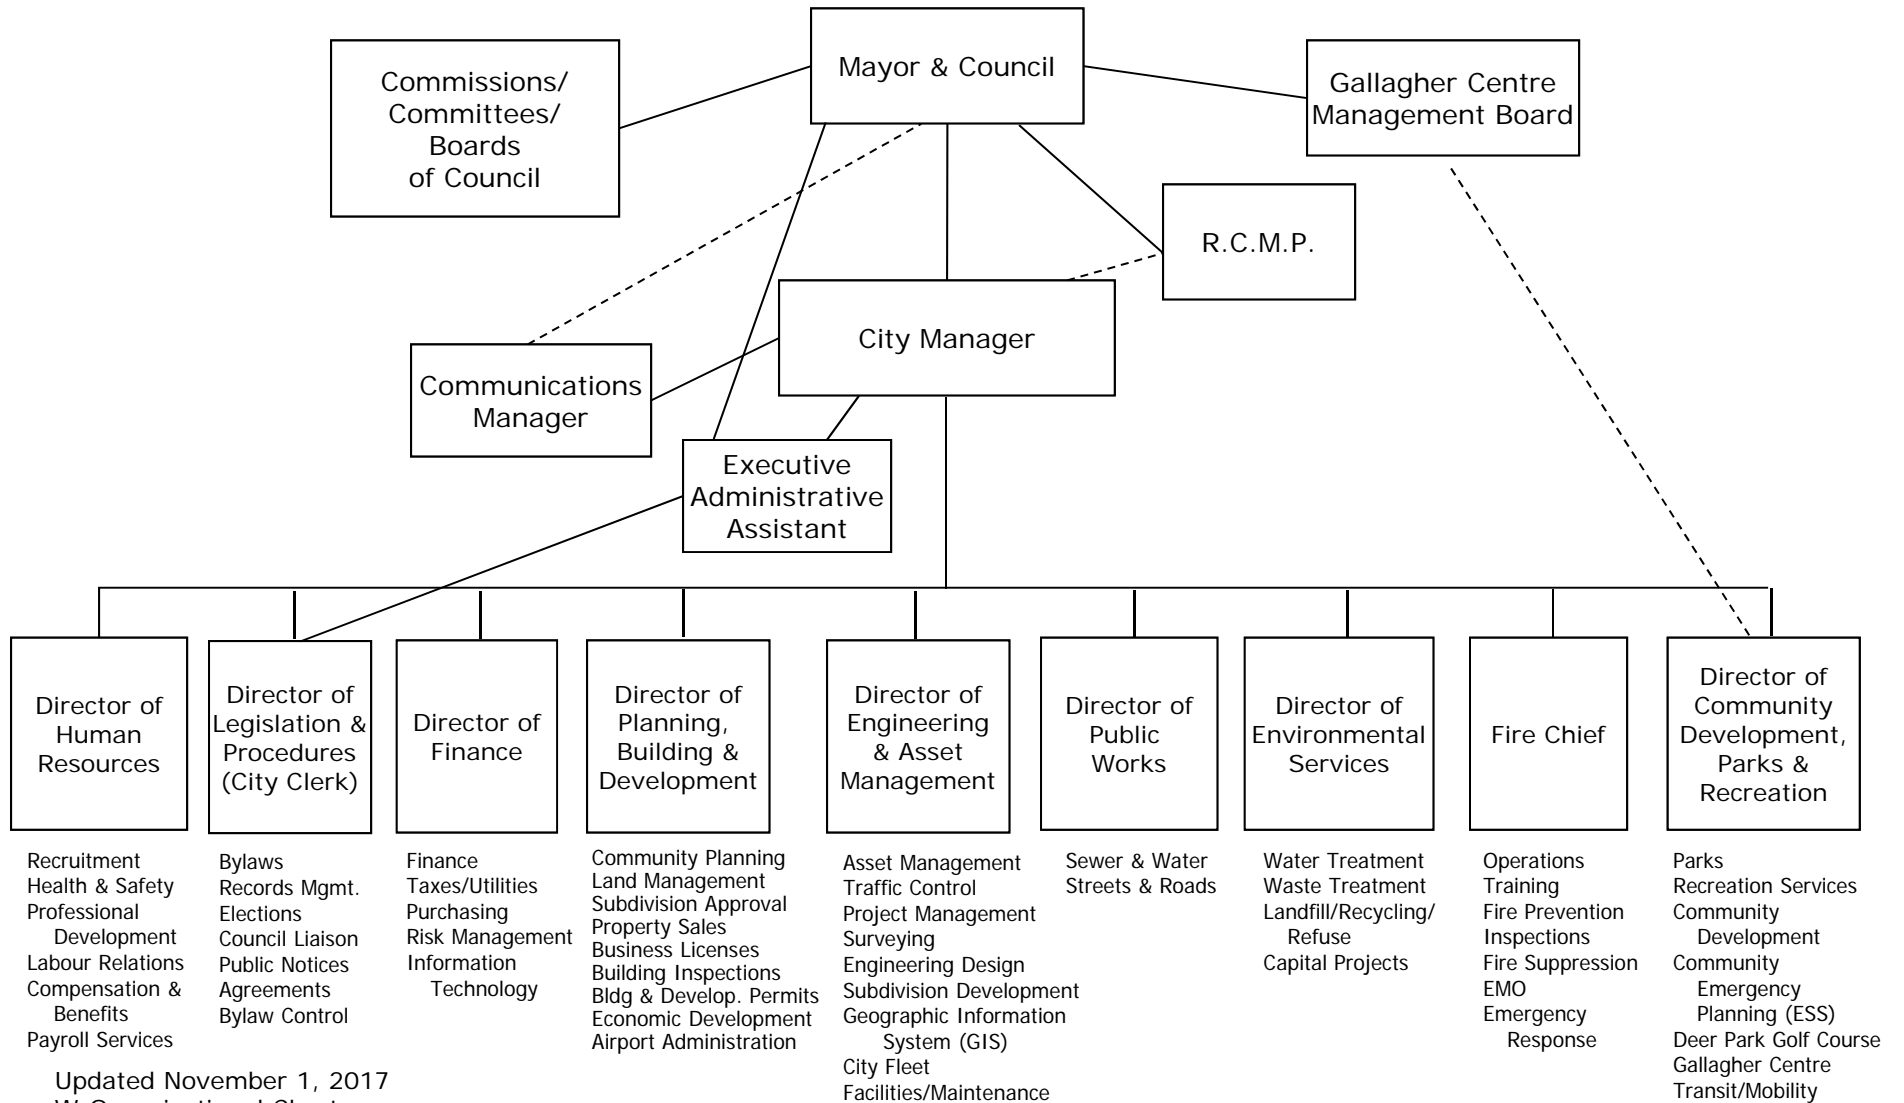 Mayor & Council
Commissions/
Committees/
Boards
of Council
Gallagher Centre
Management Board
R.C.M.P.
City Manager
Communications
Manager
Executive
Administrative
Assistant
Director of
Human
Resources
Director of
Legislation &
Procedures
(City Clerk)
Director of
Finance
Director of
Planning,
Building &
Development
Director of
Engineering
& Asset
Management
Director of
Public
Works
Director of
Environmental
Services
Fire Chief
Director of
Community
Development,
Parks &
Recreation
Recruitment
Health & Safety
Professional
Development
Labour Relations
Compensation &
Benefits
Payroll Services
Bylaws
Records Mgmt.
Elections
Council Liaison
Public Notices
Agreements
Bylaw Control
Finance
Taxes/Utilities
Purchasing
Risk Management
Information
Technology
Community Planning
Land Management
Subdivision Approval
Property Sales
Business Licenses
Building Inspections
Bldg & Develop. Permits
Economic Development
Airport Administration
Asset Management
Traffic Control
Project Management
Surveying
Engineering Design
Subdivision Development
Geographic Information
System (GIS)
City Fleet
Facilities/Maintenance
Sewer & Water
Streets & Roads
Water Treatment
Waste Treatment
Landfill/Recycling/
Refuse
Capital Projects
Operations
Training
Fire Prevention
Inspections
Fire Suppression
EMO
Emergency
Response
Parks
Recreation Services
Community
Development
Community
Emergency
Planning (ESS)
Deer Park Golf Course
Gallagher Centre
Transit/Mobility
Updated November 1, 2017